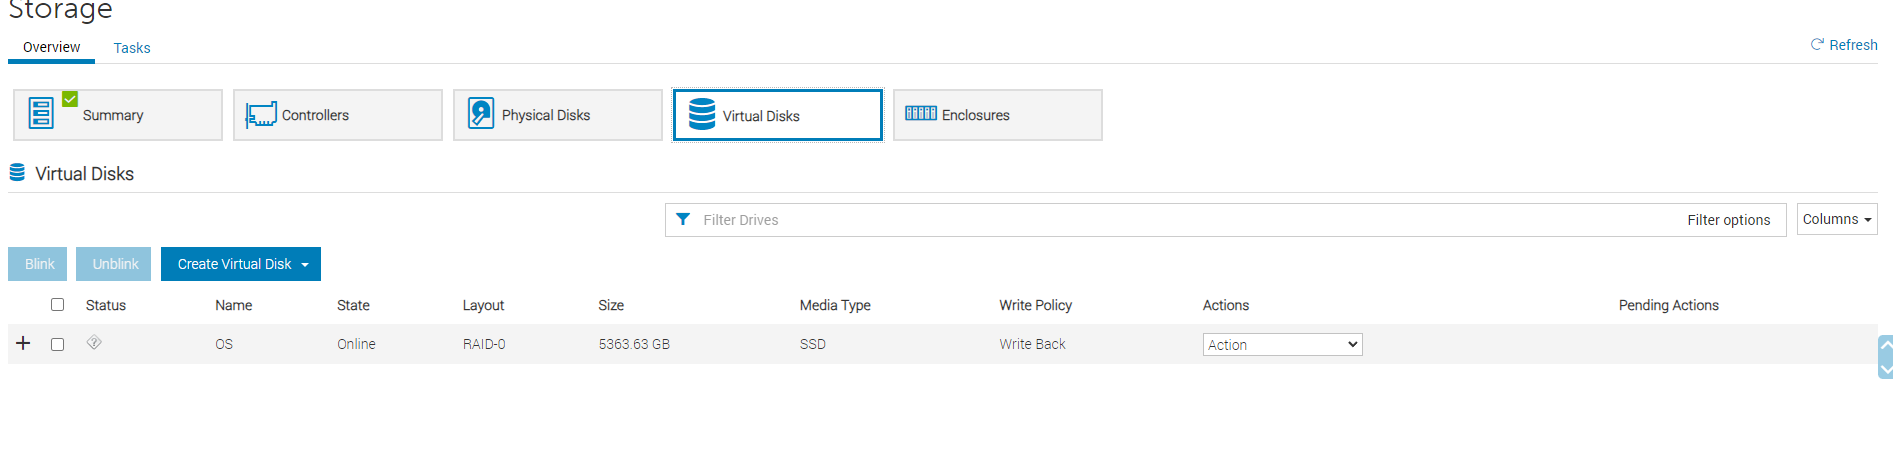 Storage
Overview Tasks Refresh
Summary Controllers Physical Disks Virtual Disks Enclosures
Virtual Disks
Filter Drives Filter options Columns
Blink Unblink Create Virtual Disk
Status Name State Layout Size Media Type Write Policy Actions Pending Actions
+ ? OS Online RAID-0 5363.63 GB SSD Write Back Action